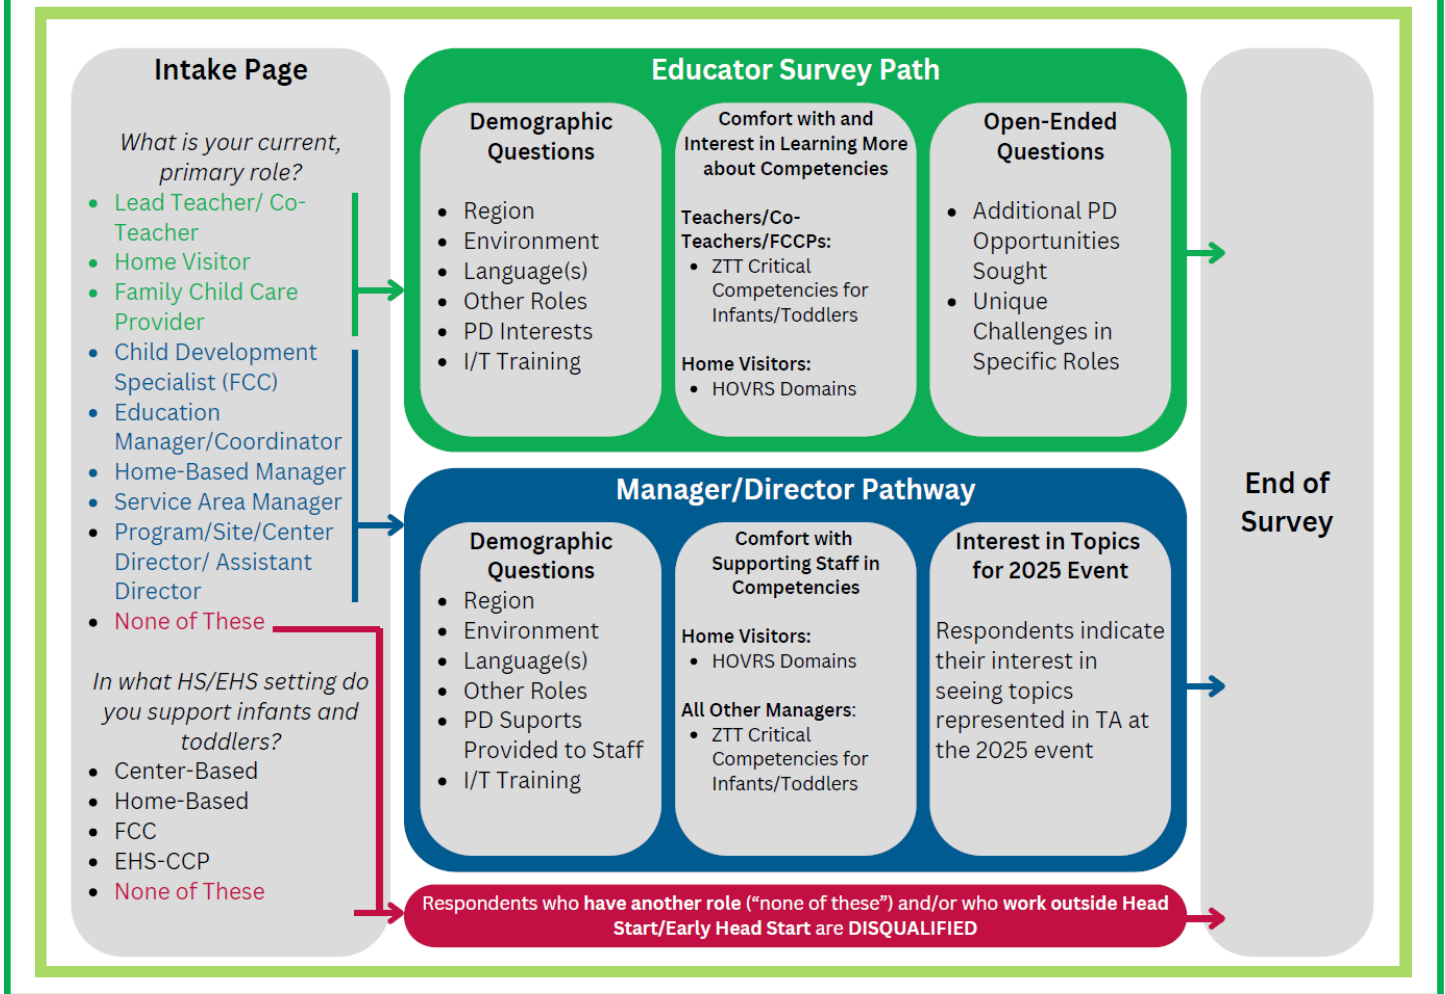 Intake Page
What is your current,
primary role?
• Lead Teacher/ Co-
Teacher
• Home Visitor
• Family Child Care
Provider
• Child Development
Specialist (FCC)
• Education
Manager/Coordinator
• Home-Based Manager
• Service Area Manager
• Program/Site/Center
Director/ Assistant
Director
• None of These
In what HS/EHS setting do
you support infants and
toddlers?
• Center-Based
• Home-Based
• FCC
• EHS-CCP
• None of These
Educator Survey Path
Demographic
Questions
• Region
• Environment
• Language(s)
• Other Roles
• PD Interests
• I/T Training
Comfort with and
Interest in Learning More
about Competencies
Teachers/Co-
Teachers/FCCPs:
• ZTT Critical
Competencies for
Infants/Toddlers
Home Visitors:
• HOVRS Domains
Open-Ended
Questions
• Additional PD
Opportunities
Sought
• Unique
Challenges in
Specific Roles
Manager/Director Pathway
Demographic
Questions
• Region
• Environment
• Language(s)
• Other Roles
• PD Suports
Provided to Staff
• I/T Training
Comfort with
Supporting Staff in
Competencies
Home Visitors:
• HOVRS Domains
All Other Managers:
• ZTT Critical
Competencies for
Infants/Toddlers
Interest in Topics
for 2025 Event
Respondents indicate
their interest in
seeing topics
represented in TA at
the 2025 event
Respondents who have another role (“none of these”) and/or who work outside Head
Start/Early Head Start are DISQUALIFIED
End of
Survey